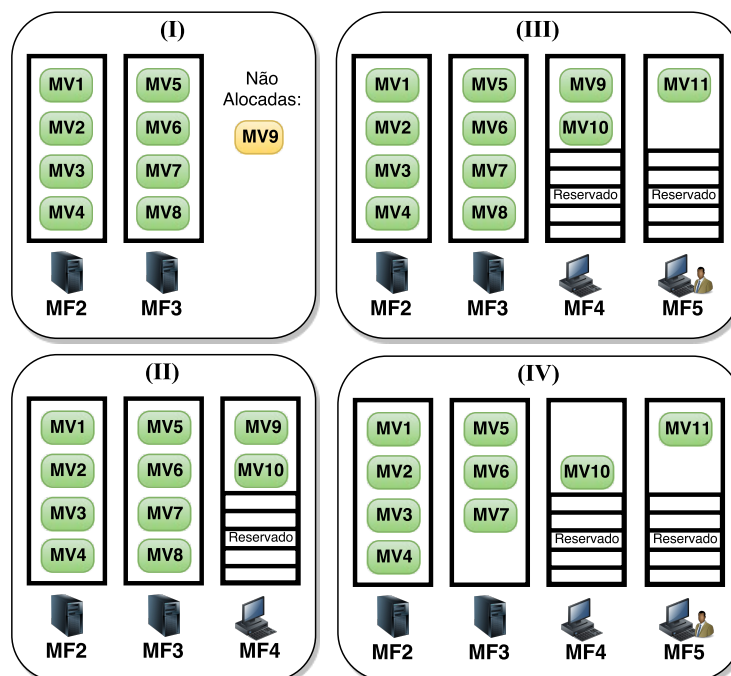 (I)
MV1 MV5 Não
Alocadas:
MV2 MV6 MV9
MV3 MV7
MV4 MV8
MF2 MF3
(III)
MV1 MV5 MV9 MV11
MV2 MV6 MV10
MV3 MV7
Reservado Reservado
MV4 MV8
MF2 MF3 MF4 MF5
(II)
MV1 MV5 MV9
MV2 MV6 MV10
MV3 MV7
Reservado
MV4 MV8
MF2 MF3 MF4
(IV)
MV1 MV5 MV11
MV2 MV6 MV10
MV3 MV7
Reservado Reservado
MV4
MF2 MF3 MF4 MF5